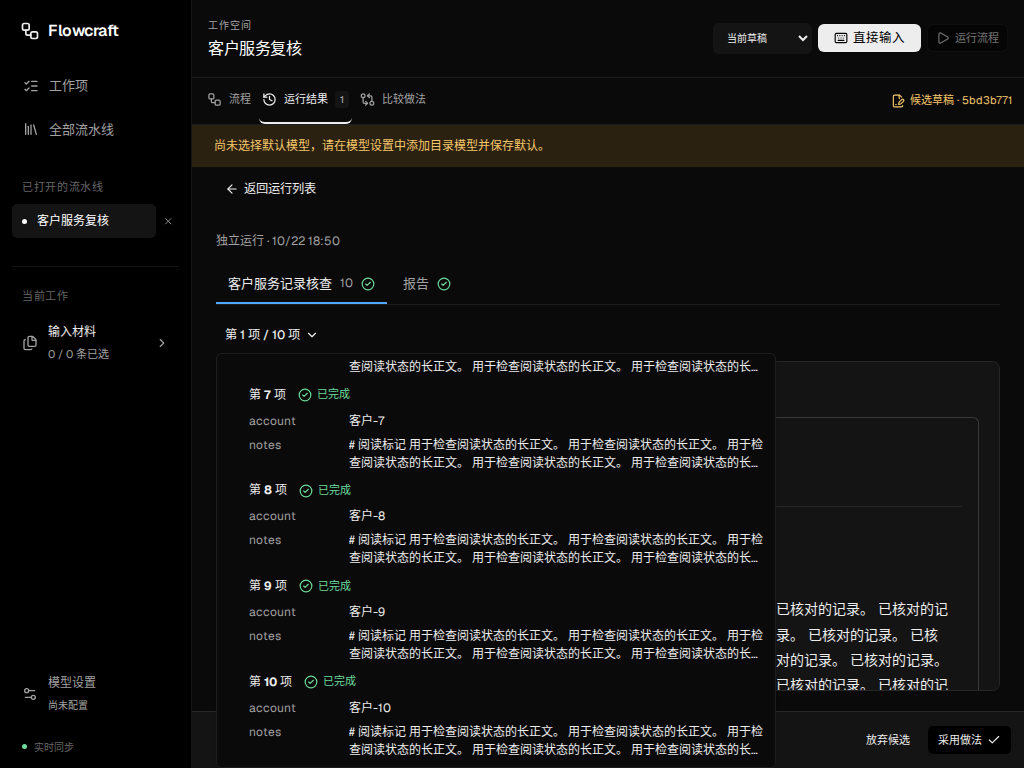 Flowcraft
工作项
全部流水线
已打开的流水线
客户服务复核
当前工作
输入材料
0 / 0 条已选
模型设置
尚未配置
实时同步
工作空间
客户服务复核
当前草稿
直接输入
运行流程
流程
运行结果 1
比较做法
候选草稿 · 5bd3b771
尚未选择默认模型，请在模型设置中添加目录模型并保存默认。
返回运行列表
独立运行 · 10/22 18:50
客户服务记录核查 10
报告
第 1 项 / 10 项
查阅读状态的长正文。 用于检查阅读状态的长正文。 用于检查阅读状态的长…
第 7 项 已完成
account 客户-7
notes # 阅读标记 用于检查阅读状态的长正文。 用于检查阅读状态的长正文。 用于检
查阅读状态的长正文。 用于检查阅读状态的长正文。 用于检查阅读状态的长…
第 8 项 已完成
account 客户-8
notes # 阅读标记 用于检查阅读状态的长正文。 用于检查阅读状态的长正文。 用于检
查阅读状态的长正文。 用于检查阅读状态的长正文。 用于检查阅读状态的长…
第 9 项 已完成
account 客户-9
notes # 阅读标记 用于检查阅读状态的长正文。 用于检查阅读状态的长正文。 用于检
查阅读状态的长正文。 用于检查阅读状态的长正文。 用于检查阅读状态的长…
第 10 项 已完成
account 客户-10
notes # 阅读标记 用于检查阅读状态的长正文。 用于检查阅读状态的长正文。 用于检
查阅读状态的长正文。 用于检查阅读状态的长正文。 用于检查阅读状态的长…
已核对的记录。 已核对的记
录。 已核对的记录。 已核
对的记录。 已核对的记录。
已核对的记录。 已核对的记
放弃候选
采用做法